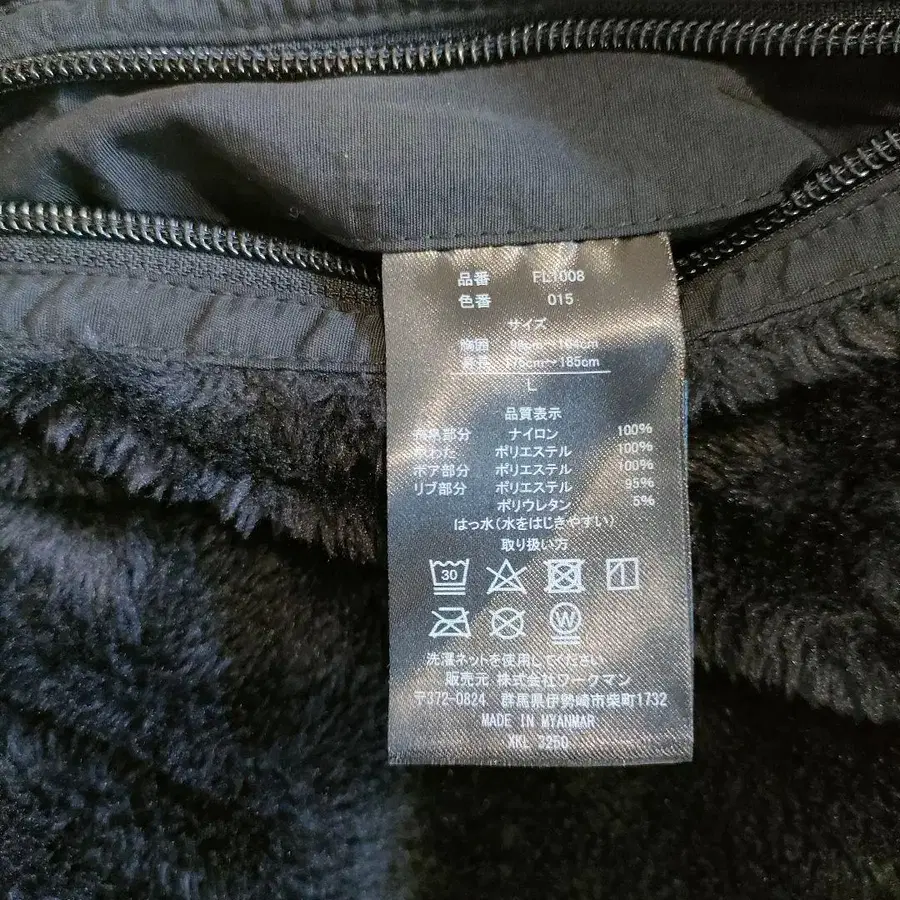 品番 FL1008
色番 015
サイズ
胸囲 96cm～104cm
身長 175cm～185cm
L
品質表示
ナイロン 100%
中わた ポリエステル 100%
ボア部分 ポリエステル 100%
リブ部分 ポリエステル 95%
ポリウレタン 5%
はっ水(水をはじきやすい)
取り扱い方
30
W
洗濯ネットを使用してください
販売元 株式会社ワークマン
〒372-0824 群馬県伊勢崎市柴町1732
MADE IN MYANMAR
XKL 3250